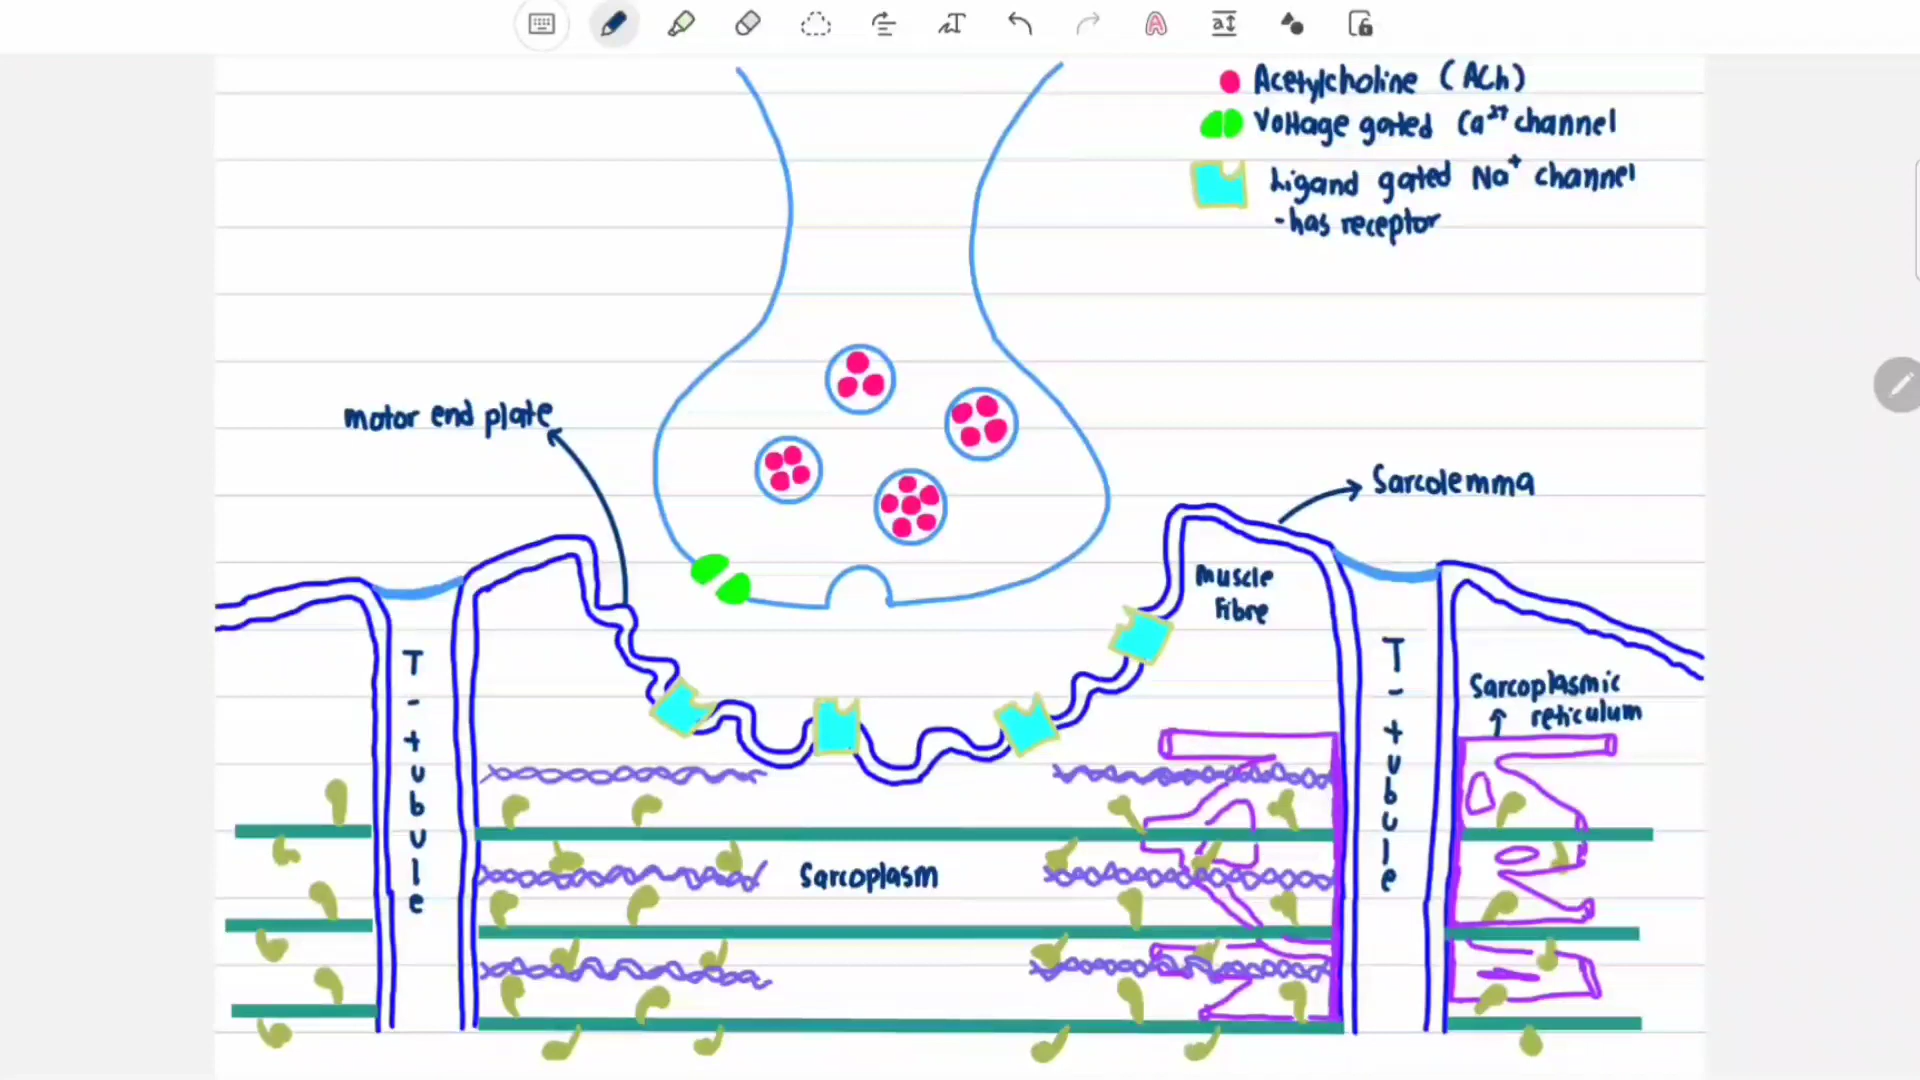 Acetylcholine (ACh)
Voltage gated Ca²⁺ channel
Ligand gated Na⁺ channel
-has receptor
motor end plate
Sarcolemma
muscle
Fibre
T-tubule
T-tubule
Sarcoplasmic
reticulum
Sarcoplasm